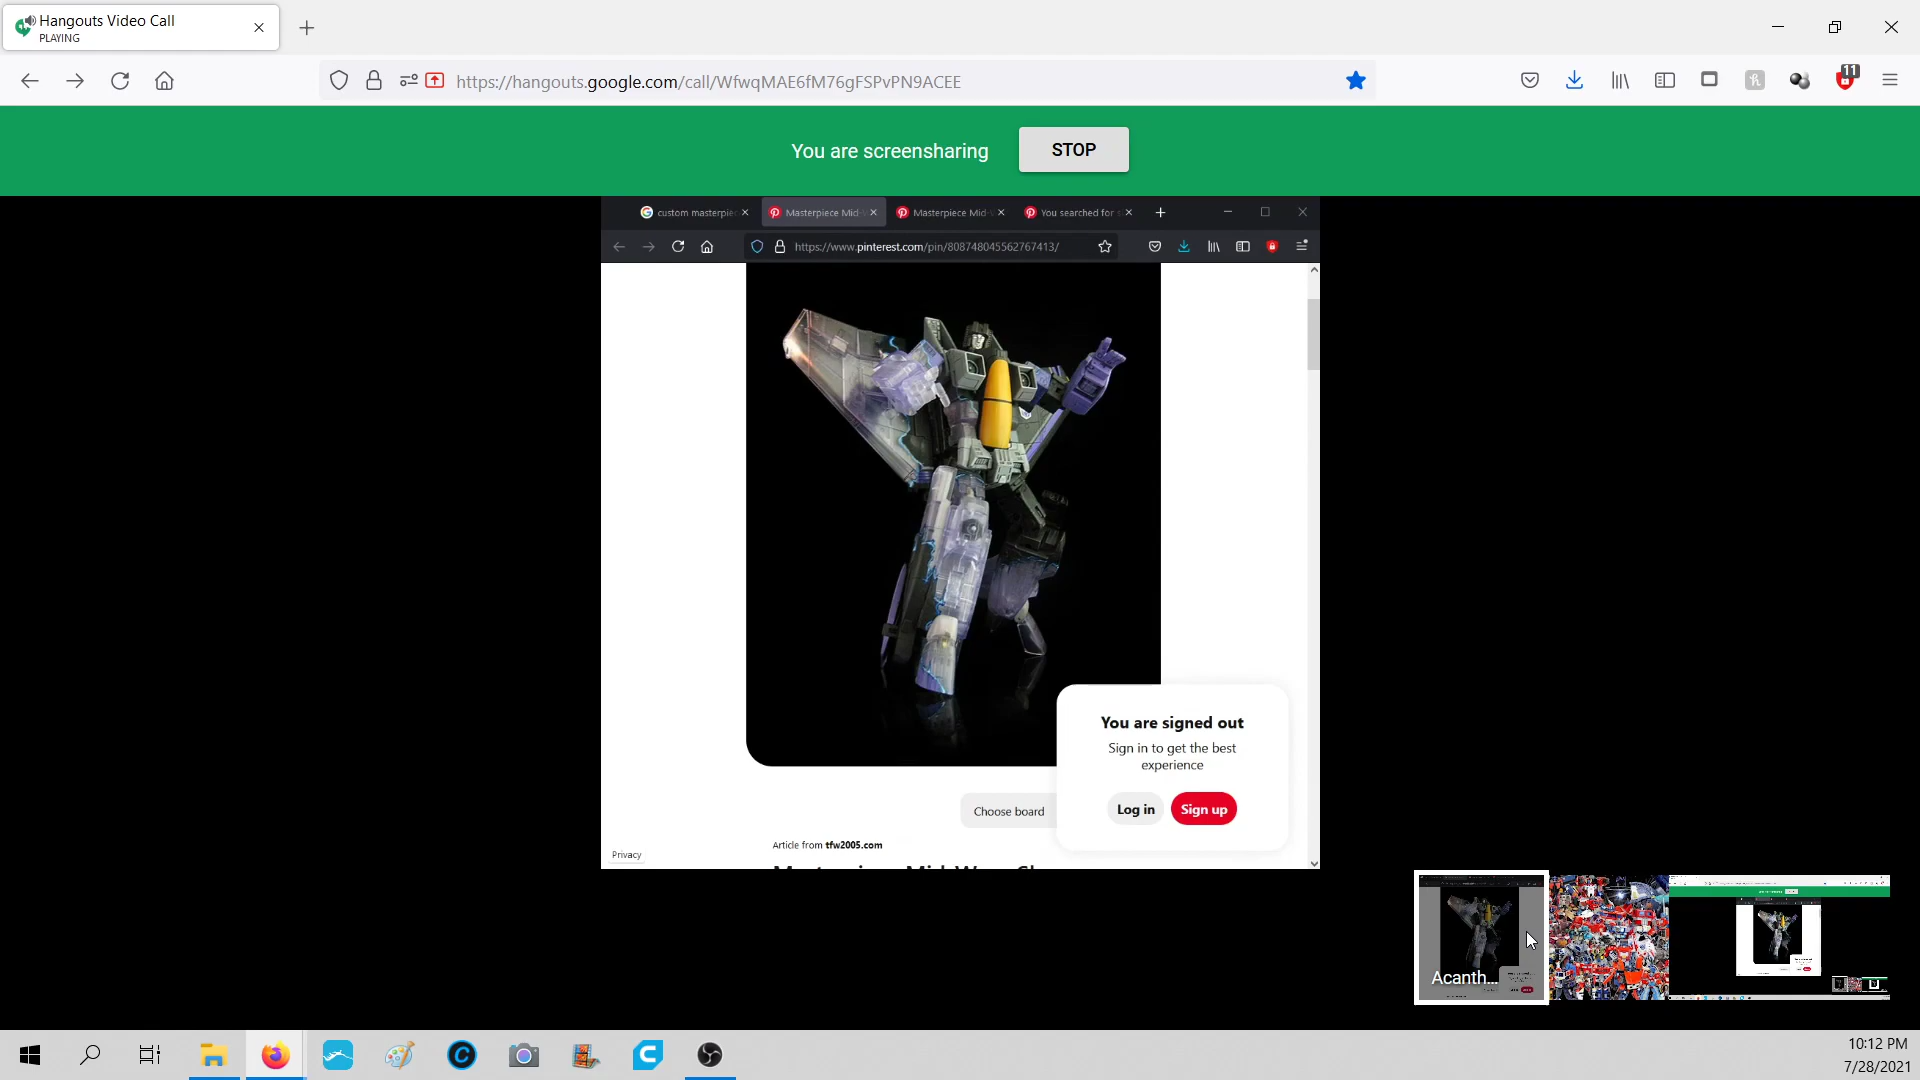 Hangouts Video Call
PLAYING
https://hangouts.google.com/call/WfwqMAE6fM76gFSPvPN9ACEE
11
You are screensharing
STOP
custom masterpiec
Masterpiece Mid-W
Masterpiece Mid-W
You searched for s
https://www.pinterest.com/pin/808748045562767413/
You are signed out
Sign in to get the best
experience
Log in
Sign up
Choose board
Article from tfw2005.com
Privacy
Acanth...
10:12 PM
7/28/2021